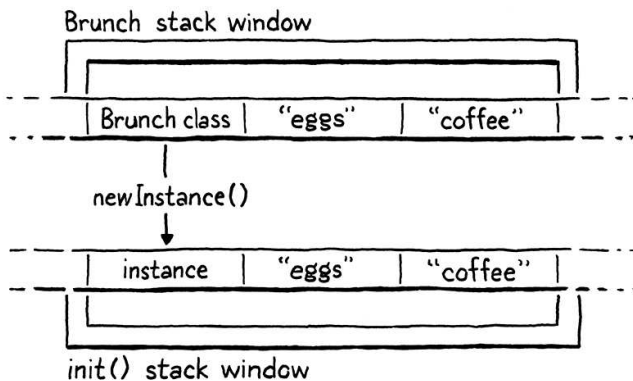 Brunch stack window
Brunch class “eggs” “coffee”
newInstance()
instance “eggs” “coffee”
init() stack window